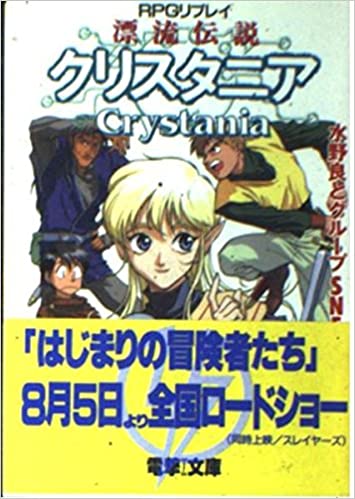 RPGリプレイ
漂流伝説
クリスタニア
Crystania
水野良とグループSNE
「はじまりの冒険者たち」
8月5日より全国ロードショー
(同時上映/スレイヤーズ)
電撃文庫